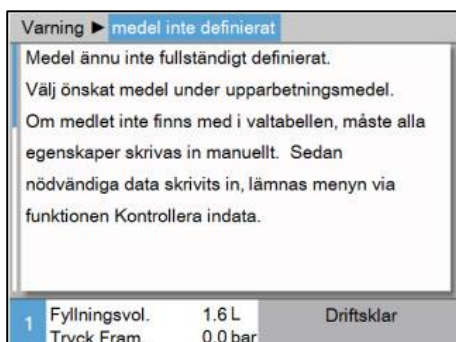 Varning ► medel inte definierat
Medel ännu inte fullständigt definierat.
Välj önskat medel under upparbetningsmedel.
Om medlet inte finns med i valtabellen, måste alla
egenskaper skrivas in manuellt. Sedan
nödvändiga data skrivits in, lämnas menyn via
funktionen Kontrollera indata.
1 Fyllningsvol. 1.6 L Driftsklar
Tryck Fram. 0.0 bar